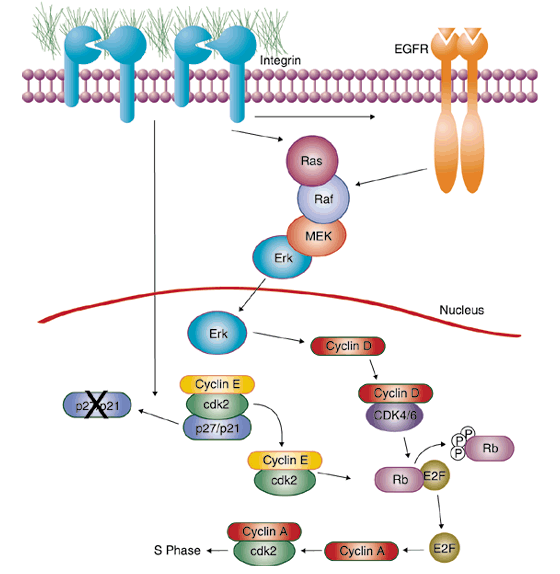 EGFR
Integrin
Ras
Raf
MEK
Erk
Nucleus
Erk
Cyclin D
Cyclin E
cdk2
p27/p21
p27/p21
Cyclin D
CDK4/6
Cyclin E
cdk2
P
P
P
Rb
Rb
E2F
Cyclin A
cdk2
S Phase
Cyclin A
E2F